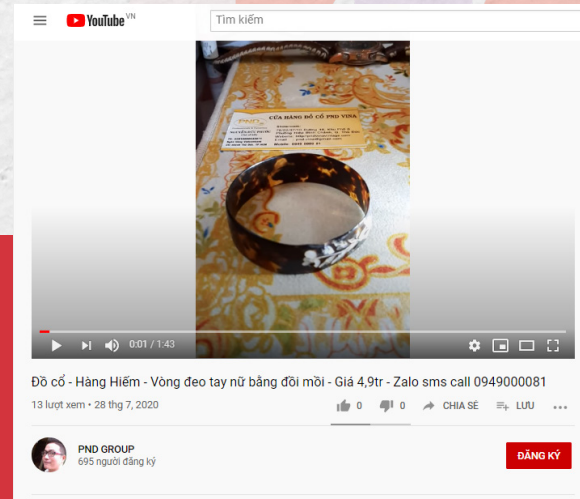 YouTube VN
Tìm kiếm
CỬA HÀNG ĐỒ CỔ PND VINA
0:01 / 1:43
Đồ cổ - Hàng Hiếm - Vòng đeo tay nữ bằng đồi mồi - Giá 4,9tr - Zalo sms call 0949000081
13 lượt xem • 28 thg 7, 2020
0
0
CHIA SẺ
LƯU
PND GROUP
695 người đăng ký
ĐĂNG KÝ